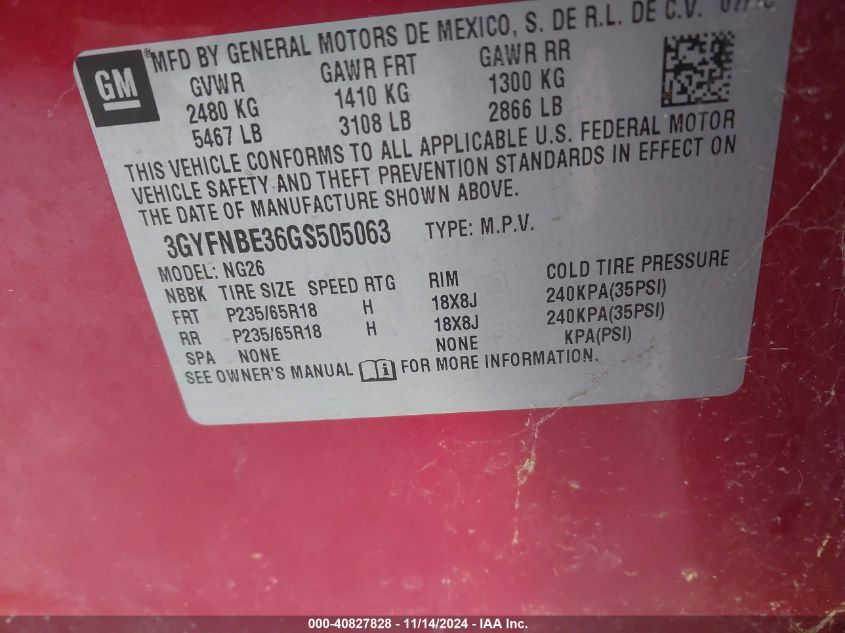 GM
® MFD BY GENERAL MOTORS DE MEXICO, S. DE R.L. DE C.V.
GVWR GAWR FRT GAWR RR
2480 KG 1410 KG 1300 KG
5467 LB 3108 LB 2866 LB
THIS VEHICLE CONFORMS TO ALL APPLICABLE U.S. FEDERAL MOTOR
VEHICLE SAFETY AND THEFT PREVENTION STANDARDS IN EFFECT ON
THE DATE OF MANUFACTURE SHOWN ABOVE.
3GYFNBE36GS505063 TYPE: M.P.V.
MODEL: NG26
NBBK TIRE SIZE SPEED RTG RIM COLD TIRE PRESSURE
FRT P235/65R18 H 18X8J 240KPA(35PSI)
RR P235/65R18 H 18X8J 240KPA(35PSI)
SPA NONE NONE KPA(PSI)
SEE OWNER'S MANUAL FOR MORE INFORMATION.
000-40827828 - 11/14/2024 - IAA Inc.